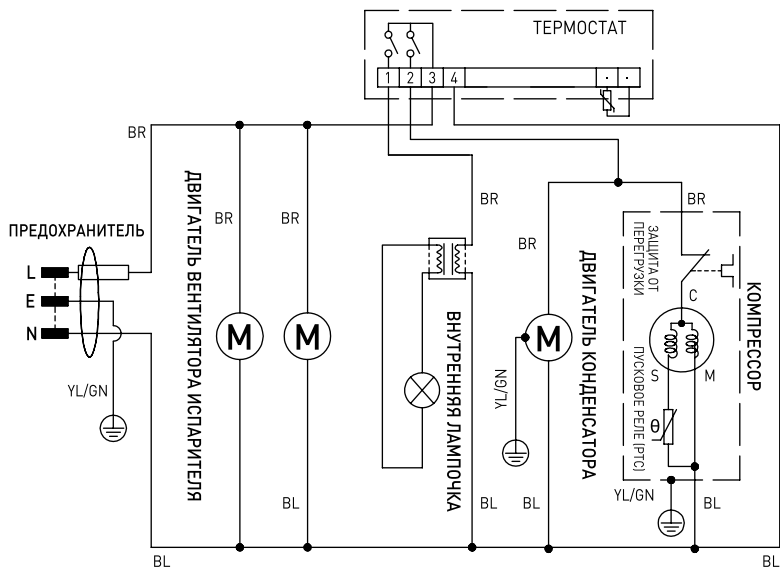 ТЕРМОСТАТ
1 2 3 4
BR
ПРЕДОХРАНИТЕЛЬ
L
E
N
YL/GN
ДВИГАТЕЛЬ ВЕНТИЛЯТОРА ИСПАРИТЕЛЯ
BR
M
BR
M
BL
BR
ВНУТРЕННЯЯ ЛАМПОЧКА
BL
BR
M
YL/GN
BL
ДВИГАТЕЛЬ КОНДЕНСАТОРА
BR
ЗАЩИТА ОТ
ПЕРЕГРУЗКИ
C
S
M
ПУСКОВОЕ РЕЛЕ (PTC)
θ
КОМПРЕССОР
YL/GN
BL
BL
BL